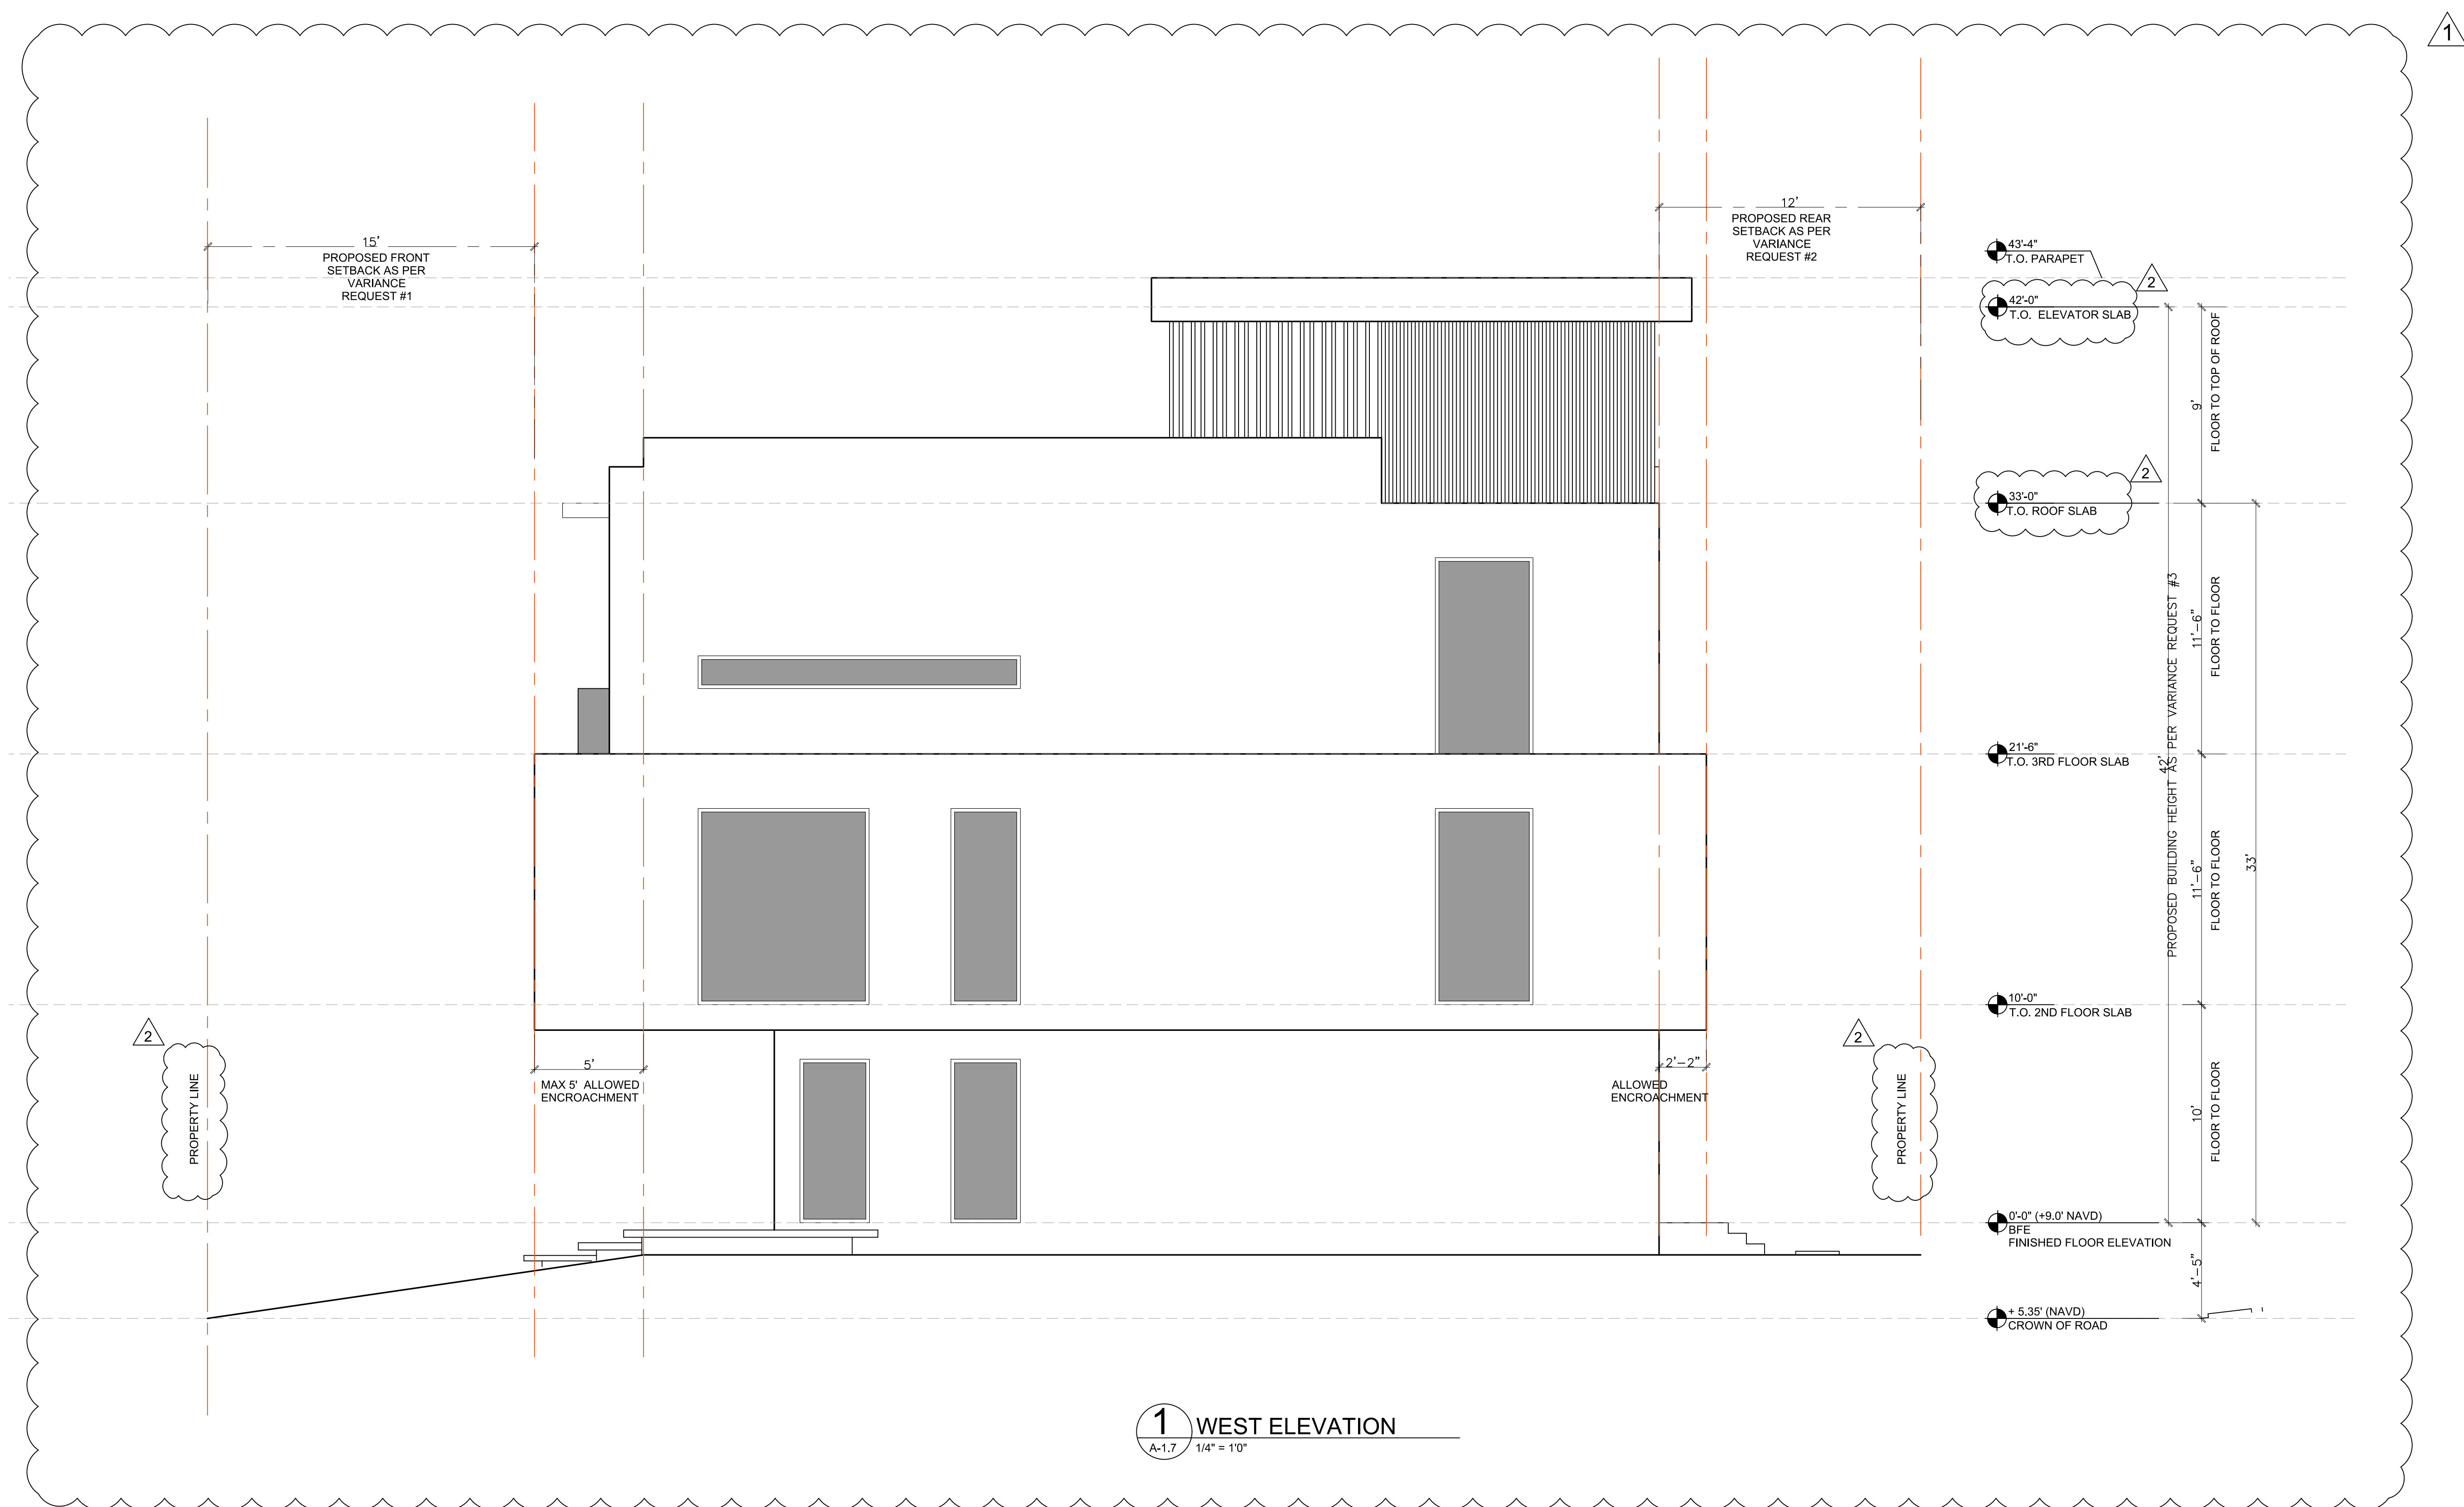 1
15'
PROPOSED FRONT
SETBACK AS PER
VARIANCE
REQUEST #1
12'
PROPOSED REAR
SETBACK AS PER
VARIANCE
REQUEST #2
43'-4"
T.O. PARAPET
2
42'-0"
T.O. ELEVATOR SLAB
9'
FLOOR TO TOP OF ROOF
2
33'-0"
T.O. ROOF SLAB
11'-6"
FLOOR TO FLOOR
42'
PROPOSED BUILDING HEIGHT AS PER VARIANCE REQUEST #3
21'-6"
T.O. 3RD FLOOR SLAB
11'-6"
FLOOR TO FLOOR
33'
10'-0"
T.O. 2ND FLOOR SLAB
2
PROPERTY LINE
5'
MAX 5' ALLOWED
ENCROACHMENT
2'-2"
ALLOWED
ENCROACHMENT
2
PROPERTY LINE
10'
FLOOR TO FLOOR
0'-0" (+9.0' NAVD)
BFE
FINISHED FLOOR ELEVATION
4'-5"
+ 5.35' (NAVD)
CROWN OF ROAD
1
A-1.7
WEST ELEVATION
1/4" = 1'0"